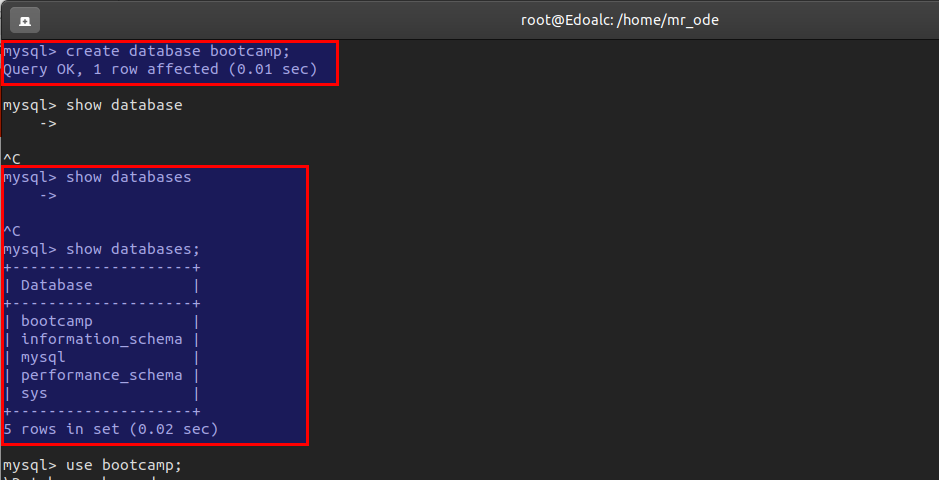 root@Edoalc: /home/mr_ode
mysql> create database bootcamp;
Query OK, 1 row affected (0.01 sec)
mysql> show database
    ->
^C
mysql> show databases
    ->
^C
mysql> show databases;
+--------------------+
| Database           |
+--------------------+
| bootcamp           |
| information_schema |
| mysql              |
| performance_schema |
| sys                |
+--------------------+
5 rows in set (0.02 sec)
mysql> use bootcamp;